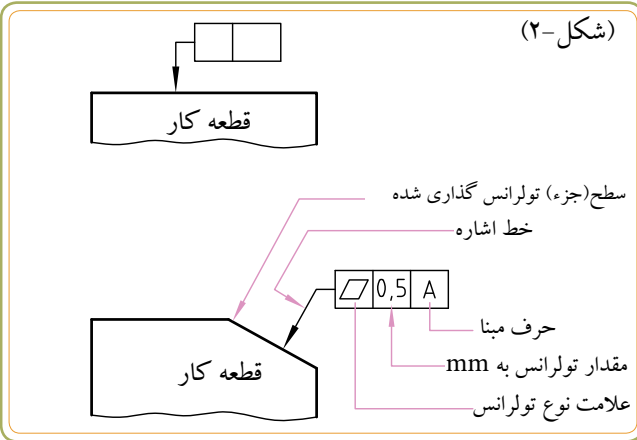 (شکل-۲)
قطعه کار
سطح(جزء) تولرانس گذاری شده
خط اشاره
0,5 A
حرف مبنا
قطعه کار
مقدار تولرانس به mm
علامت نوع تولرانس